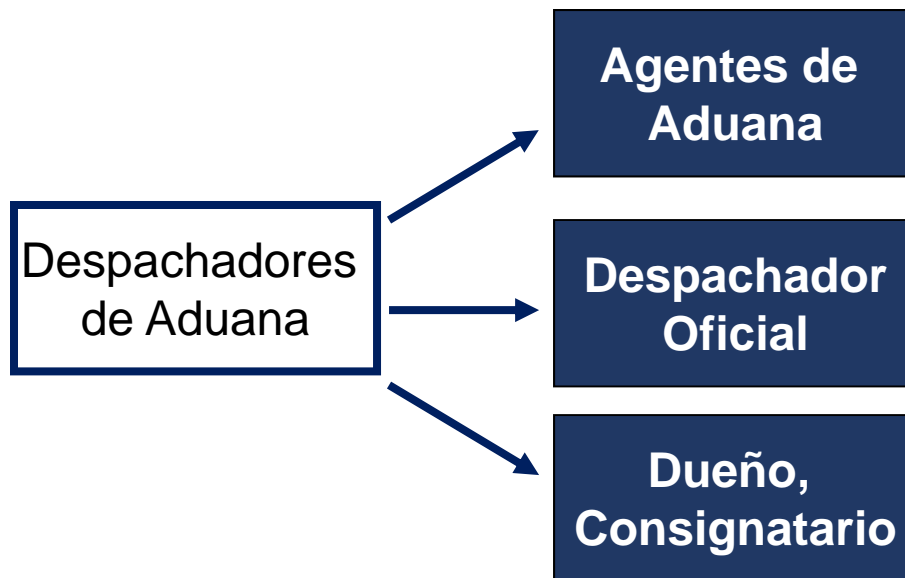 Despachadores
de Aduana
Agentes de
Aduana
Despachador
Oficial
Dueño,
Consignatario